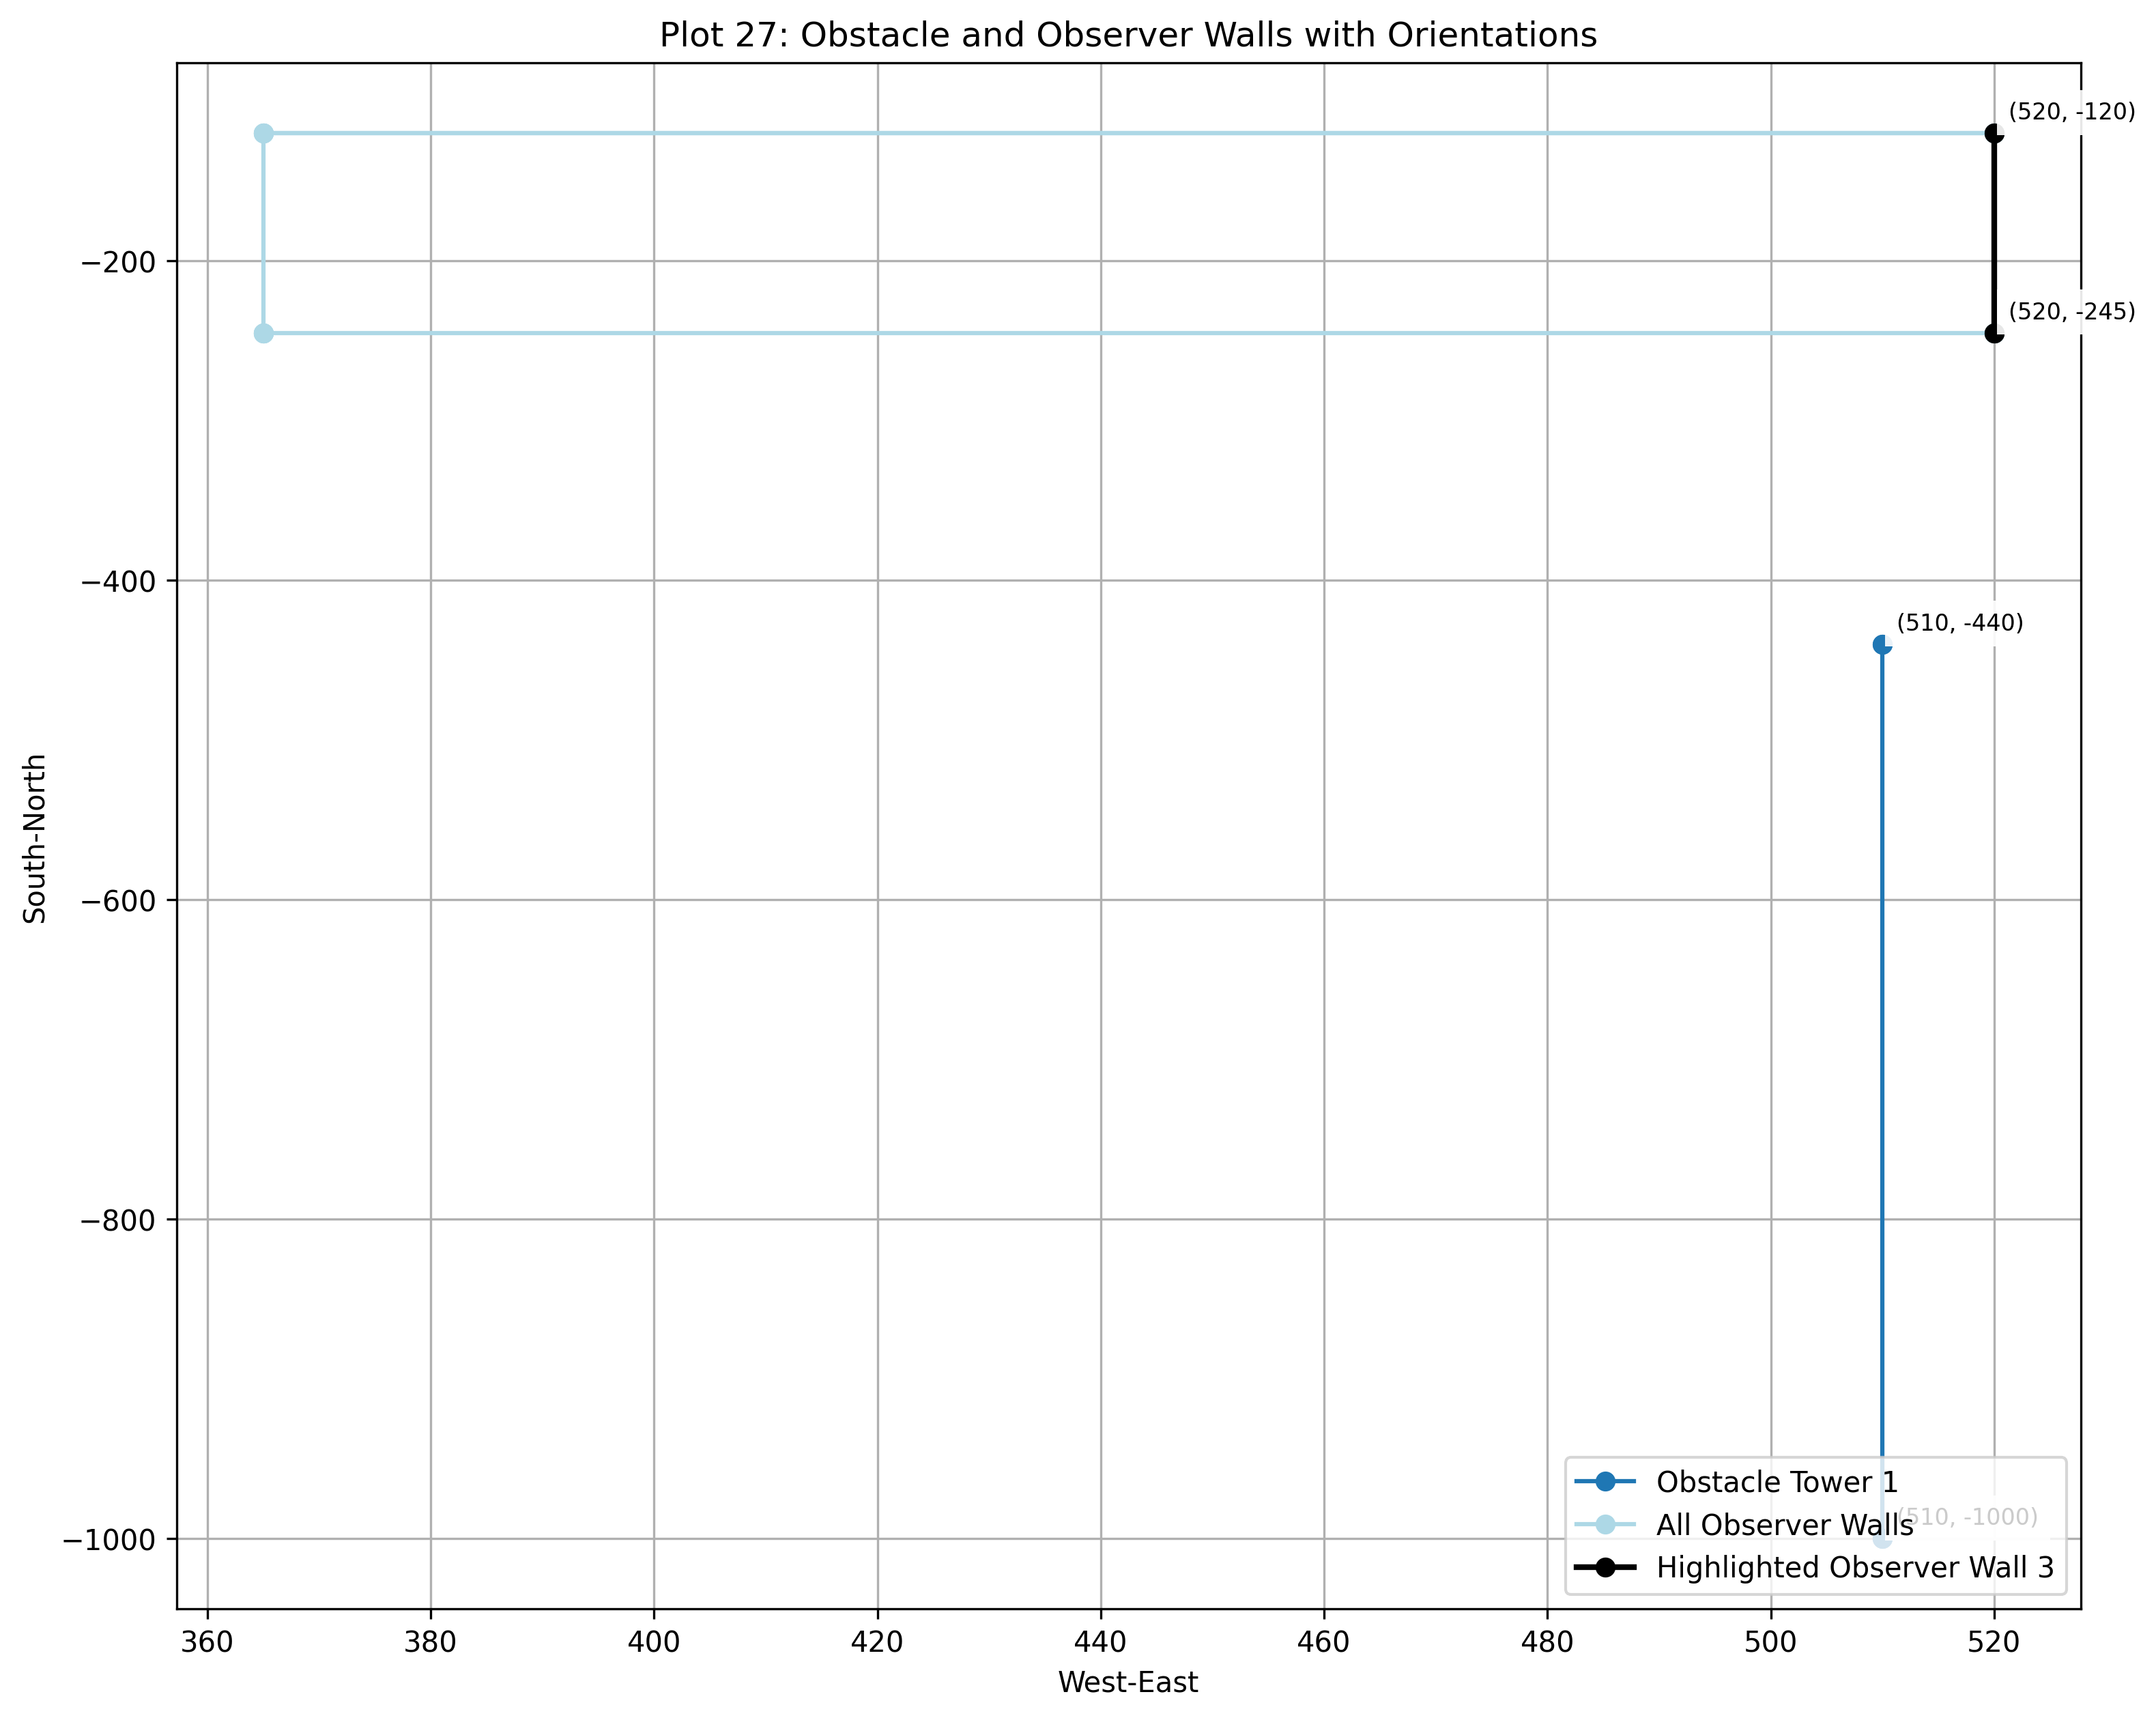 Plot 27: Obstacle and Observer Walls with Orientations
(520, -120)
−200
(520, -245)
−400
(510, -440)
South-North
−600
−800
−1000
Obstacle Tower 1
(510, -1000)
All Observer Walls
Highlighted Observer Wall 3
360 380 400 420 440 460 480 500 520
West-East